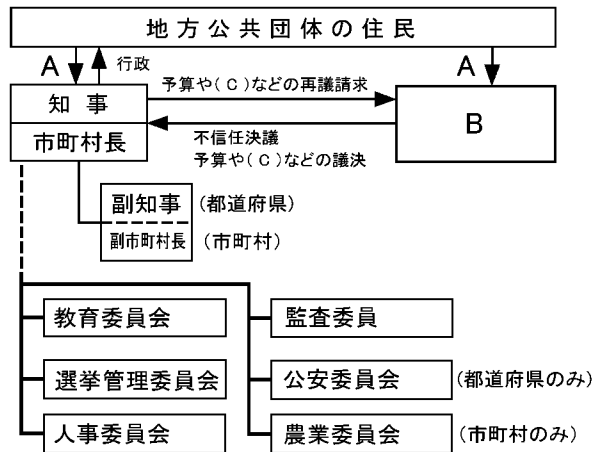 地方公共団体の住民
A
行政
A
知事
予算や(C)などの再議請求
B
市町村長
不信任決議
予算や(C)などの議決
副知事
(都道府県)
副市町村長
(市町村)
教育委員会
監査委員
選挙管理委員会
公安委員会
(都道府県のみ)
人事委員会
農業委員会
(市町村のみ)